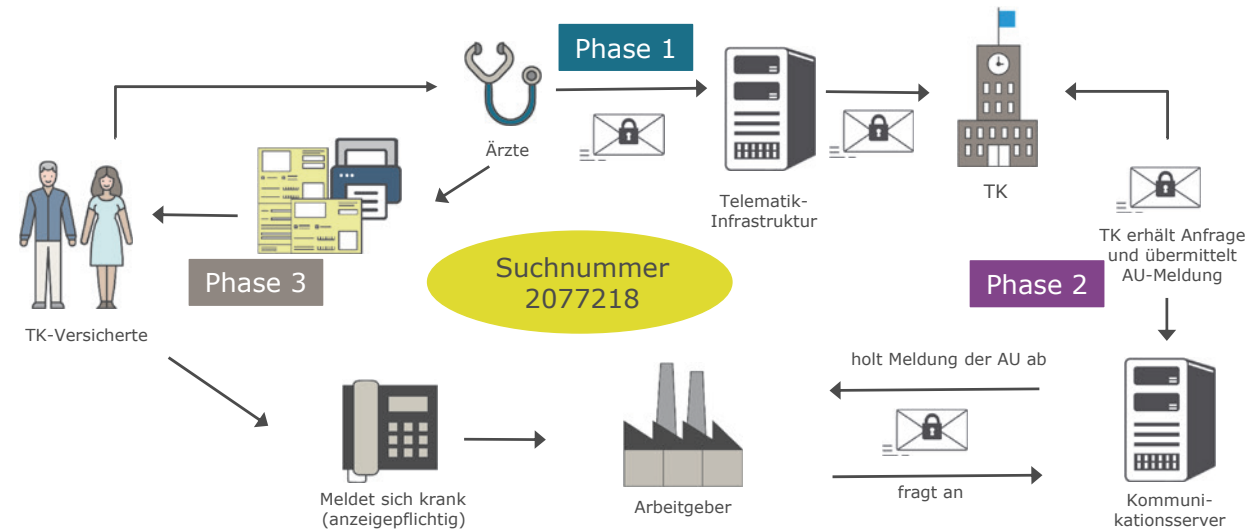 Phase 1
Ärzte
Telematik-
Infrastruktur
TK
TK erhält Anfrage
und übermittelt
AU-Meldung
Phase 2
Suchnummer
2077218
Phase 3
TK-Versicherte
holt Meldung der AU ab
fragt an
Meldet sich krank
(anzeigepflichtig)
Arbeitgeber
Kommuni-
kationsserver